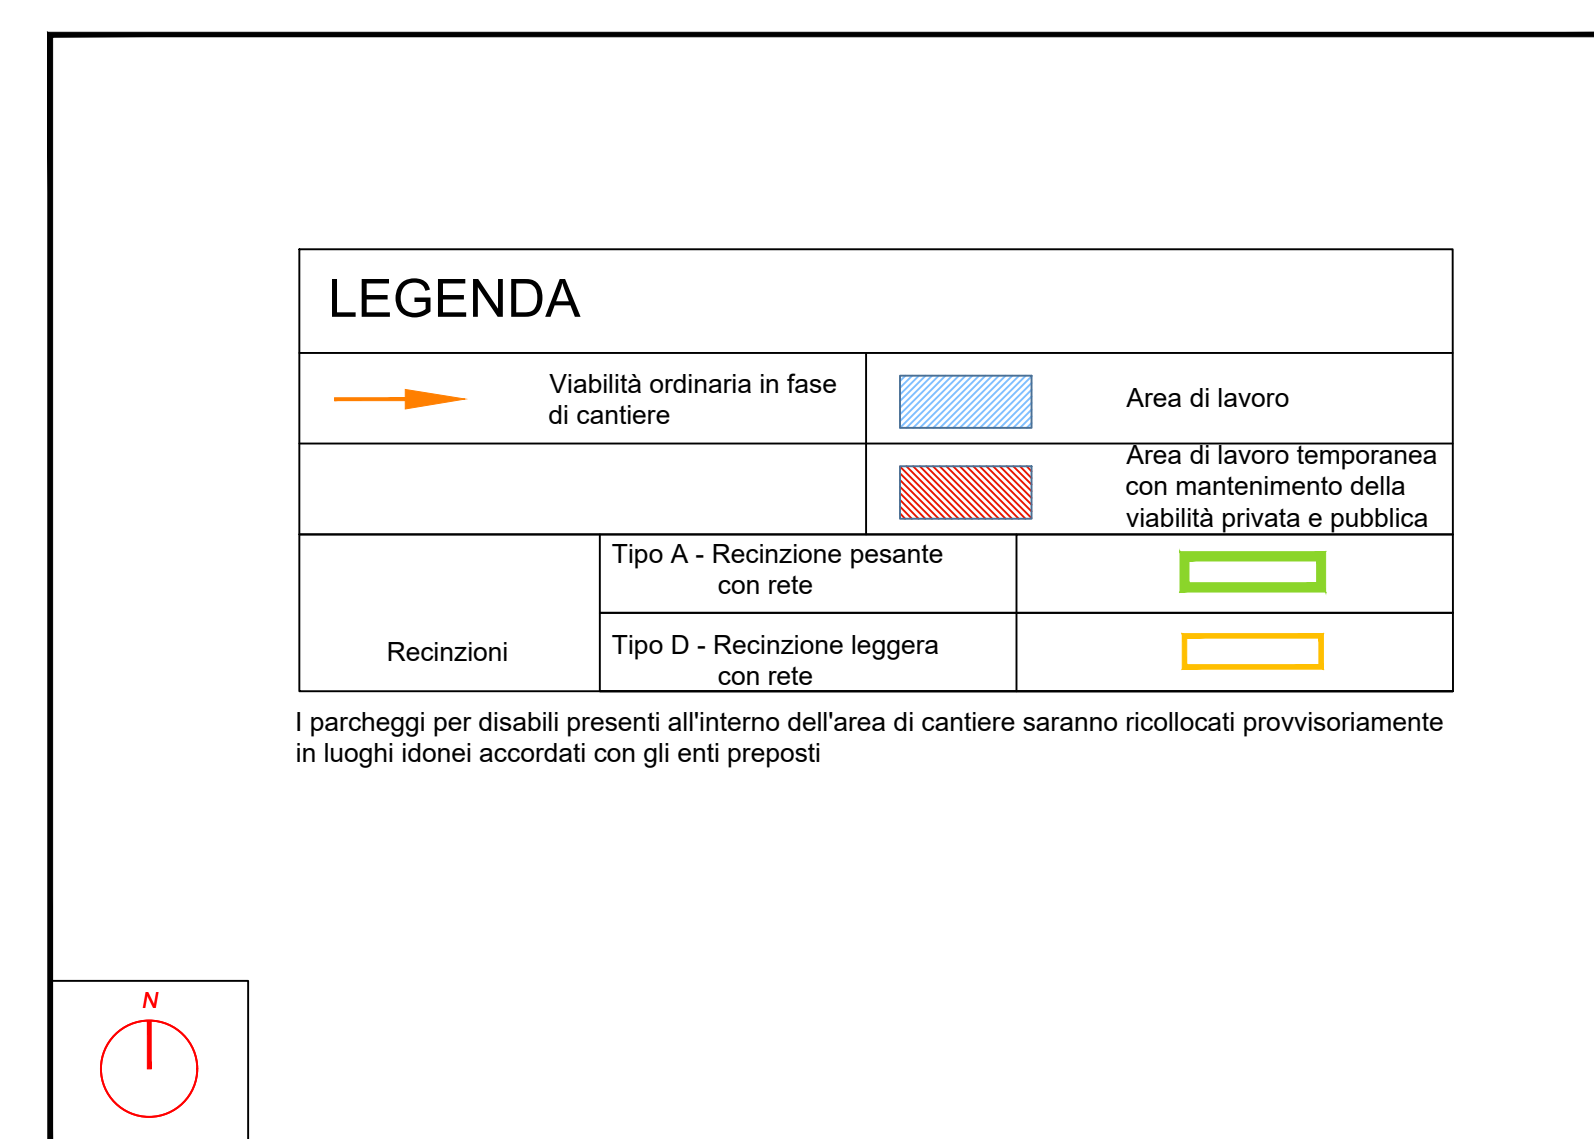 LEGENDA
Viabilità ordinaria in fase
di cantiere
Area di lavoro
Area di lavoro temporanea
con mantenimento della
viabilità privata e pubblica
Recinzioni
Tipo A - Recinzione pesante
con rete
Tipo D - Recinzione leggera
con rete
I parcheggi per disabili presenti all'interno dell'area di cantiere saranno ricollocati provvisoriamente
in luoghi idonei accordati con gli enti preposti
N